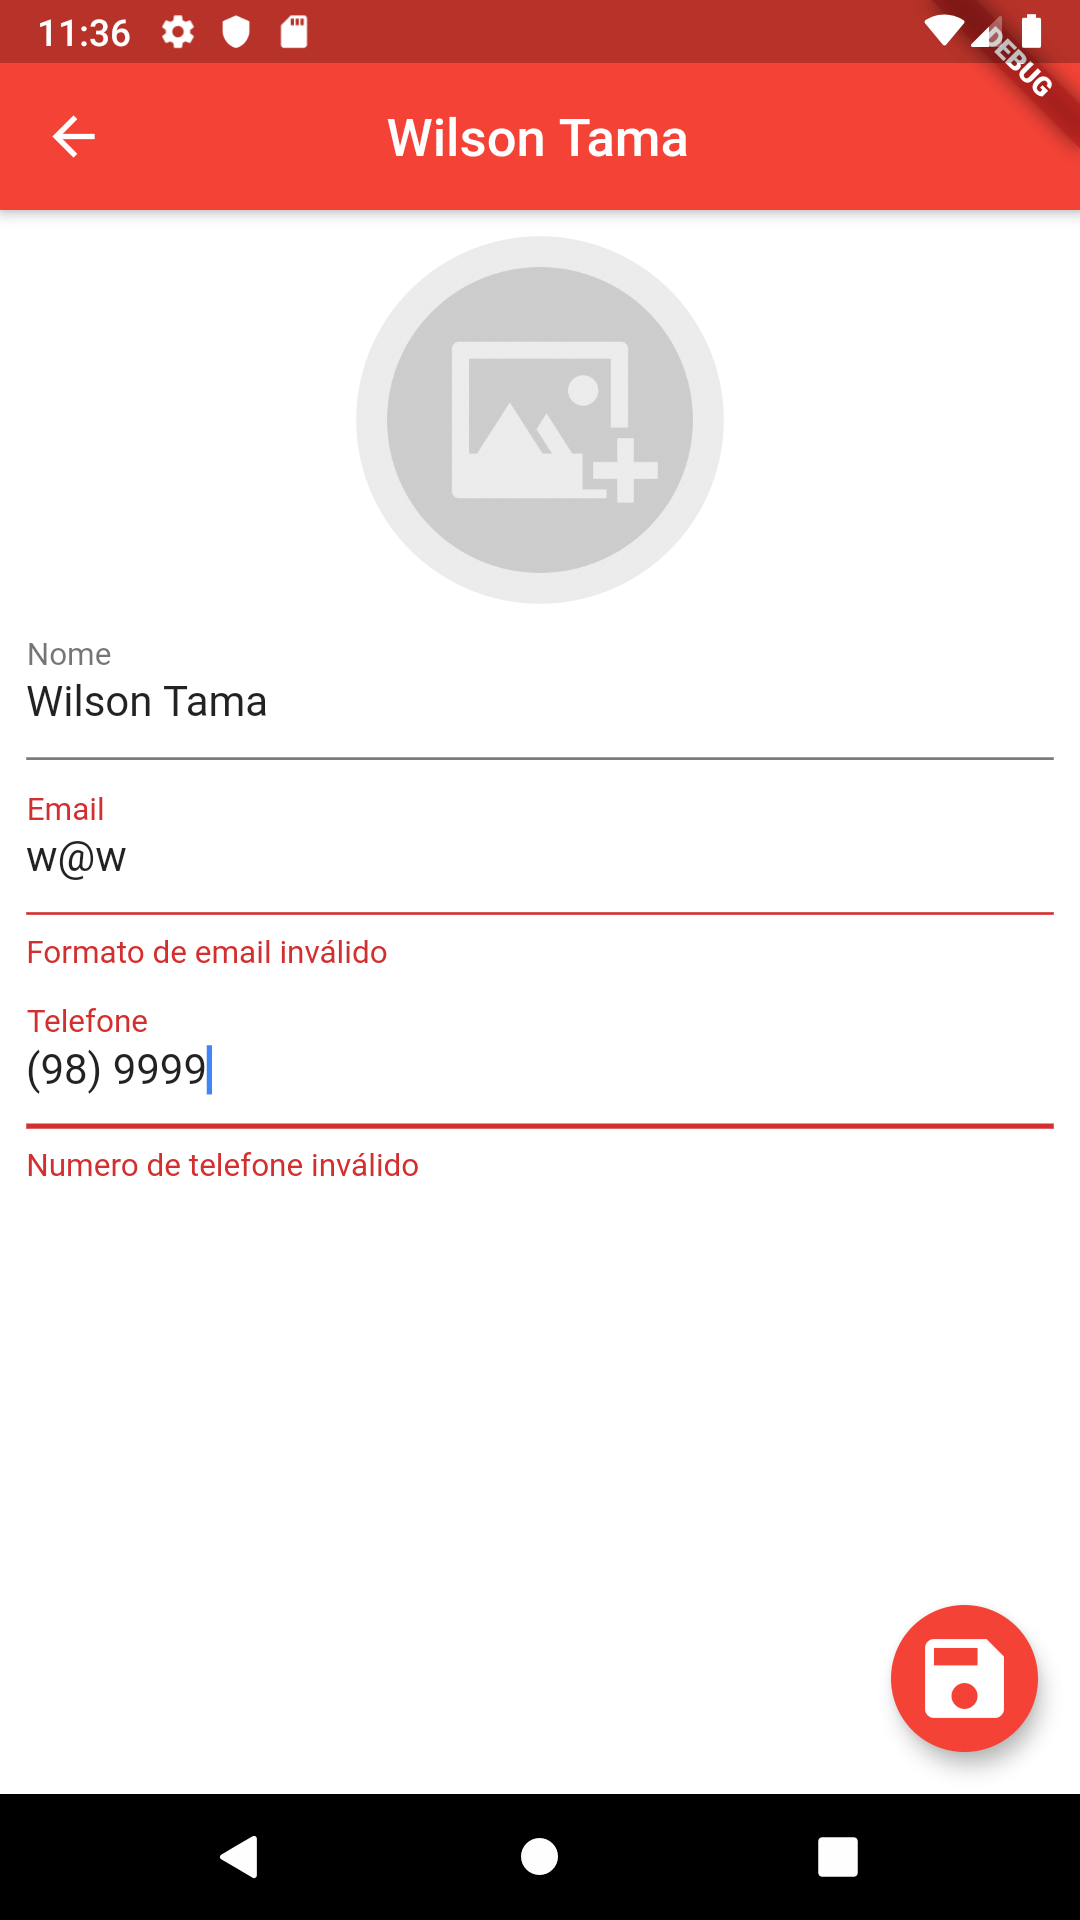 11:36
DEBUG
Wilson Tama
Nome
Wilson Tama
Email
w@w
Formato de email inválido
Telefone
(98) 9999
Numero de telefone inválido